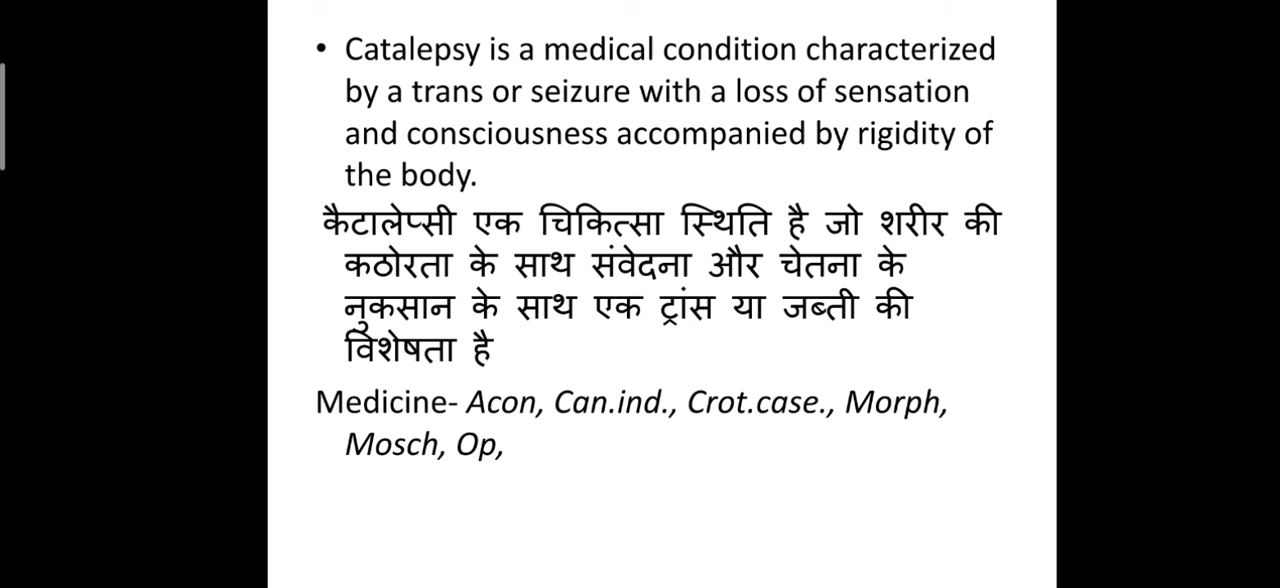 • Catalepsy is a medical condition characterized
by a trans or seizure with a loss of sensation
and consciousness accompanied by rigidity of
the body.
कैटालेप्सी एक चिकित्सा स्थिति है जो शरीर की
कठोरता के साथ संवेदना और चेतना के
नुकसान के साथ एक ट्रांस या जब्ती की
विशेषता है
Medicine- Acon, Can.ind., Crot.case., Morph,
Mosch, Op,